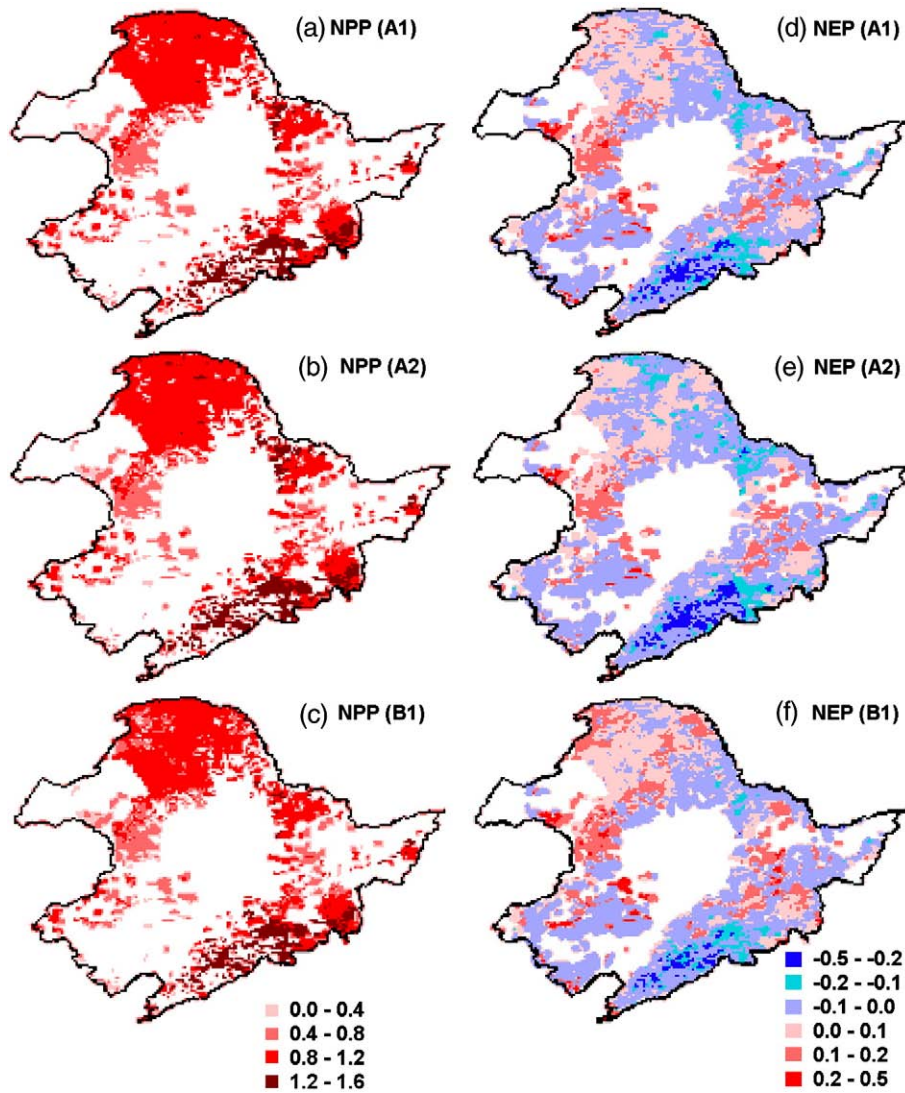 (a) NPP (A1)
(d) NEP (A1)
(b) NPP (A2)
(e) NEP (A2)
(c) NPP (B1)
(f) NEP (B1)
0.0 - 0.4
0.4 - 0.8
0.8 - 1.2
1.2 - 1.6
-0.5 - -0.2
-0.2 - -0.1
-0.1 - 0.0
0.0 - 0.1
0.1 - 0.2
0.2 - 0.5